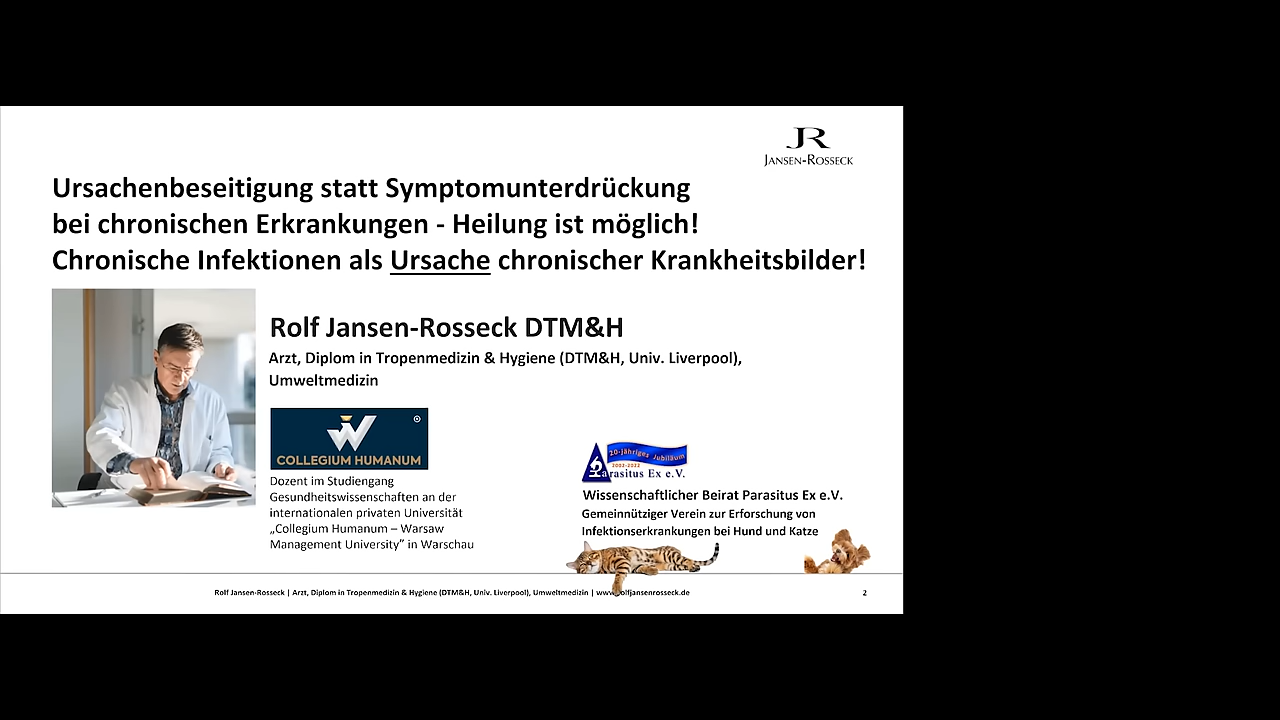 JR
JANSEN-ROSSECK
Ursachenbeseitigung statt Symptomunterdrückung
bei chronischen Erkrankungen - Heilung ist möglich!
Chronische Infektionen als Ursache chronischer Krankheitsbilder!
Rolf Jansen-Rosseck DTM&H
Arzt, Diplom in Tropenmedizin & Hygiene (DTM&H, Univ. Liverpool),
Umweltmedizin
W
COLLEGIUM HUMANUM
Dozent im Studiengang
Gesundheitswissenschaften an der
internationalen privaten Universität
„Collegium Humanum – Warsaw
Management University” in Warschau
20-jähriges Jubiläum
2002-2022
Parasitus Ex e.V.
Wissenschaftlicher Beirat Parasitus Ex e.V.
Gemeinnütziger Verein zur Erforschung von
Infektionserkrankungen bei Hund und Katze
Rolf Jansen-Rosseck | Arzt, Diplom in Tropenmedizin & Hygiene (DTM&H, Univ. Liverpool), Umweltmedizin | www.rolfjansenrosseck.de
2